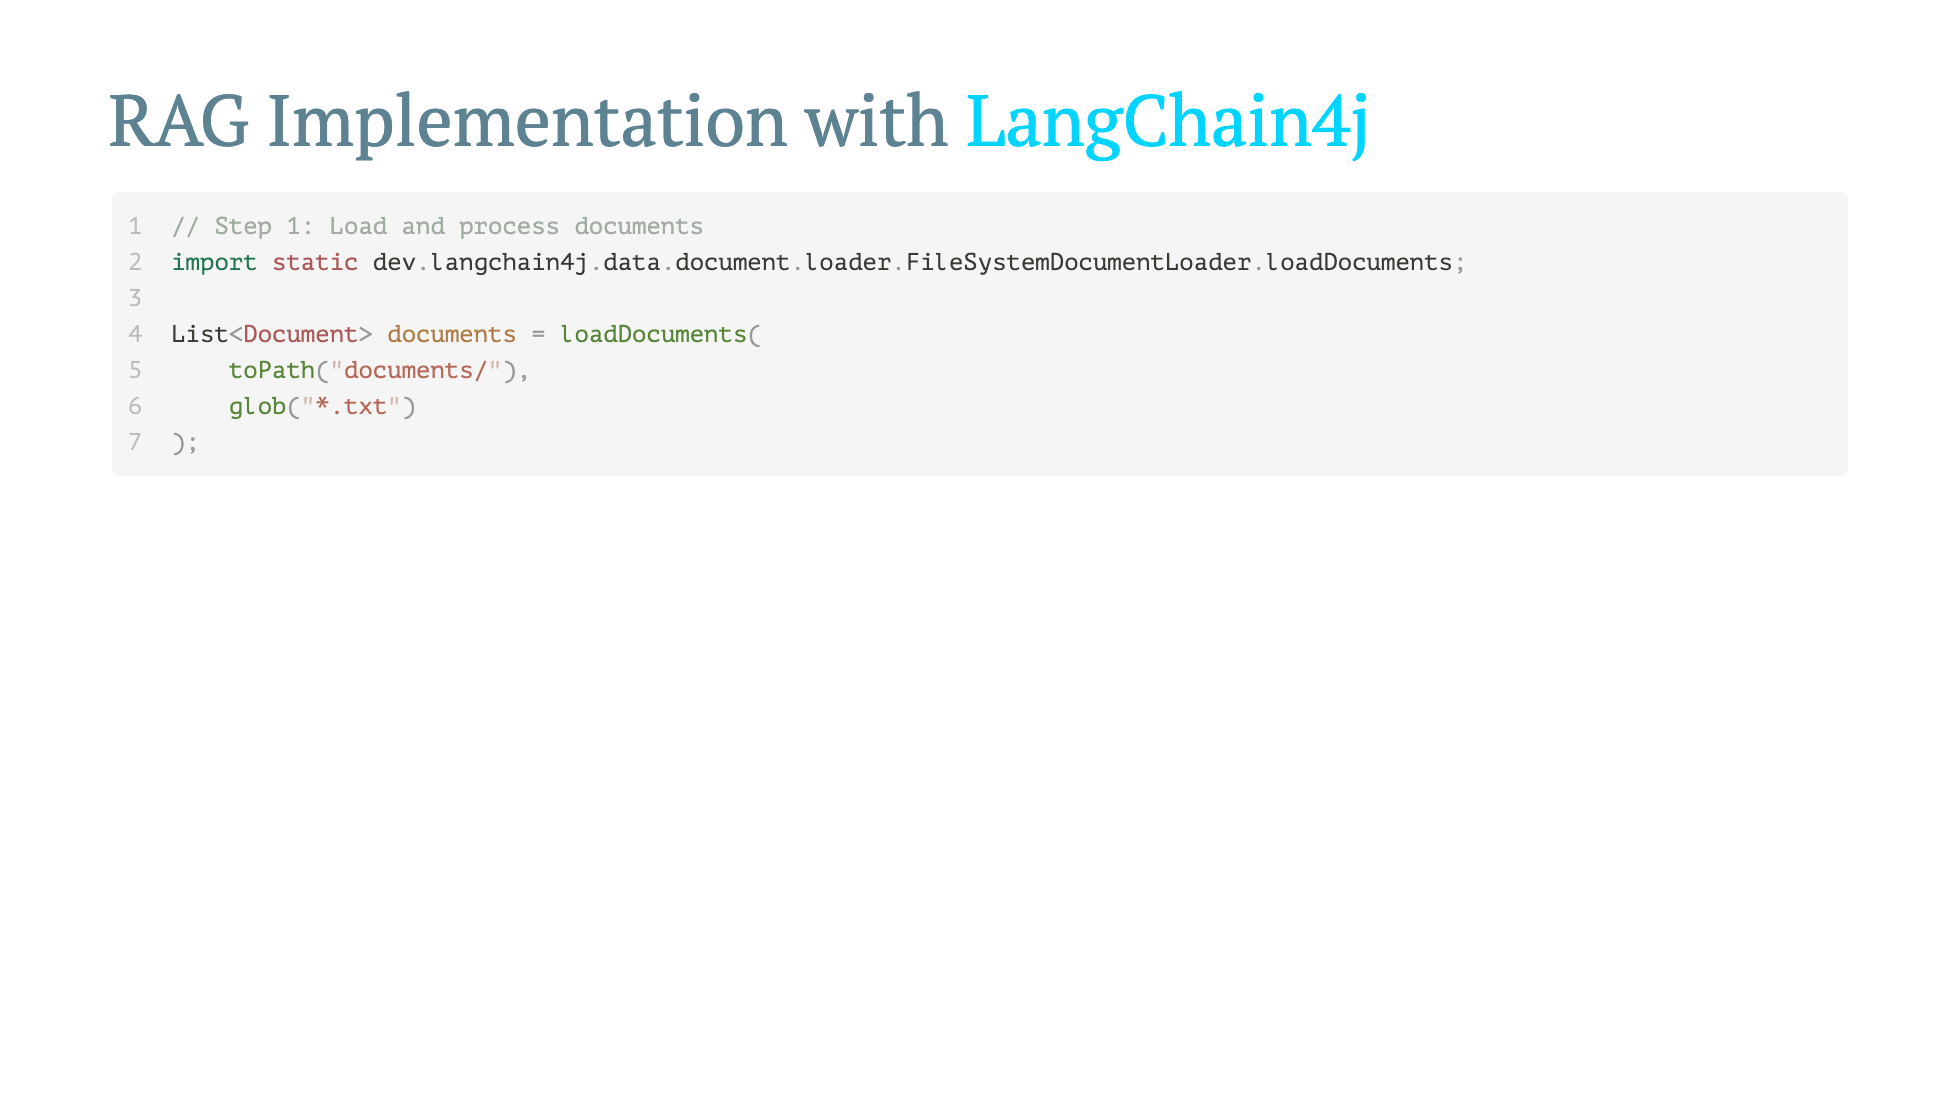 RAG Implementation with LangChain4j
1 // Step 1: Load and process documents
2 import static dev.langchain4j.data.document.loader.FileSystemDocumentLoader.loadDocuments;
3
4 List<Document> documents = loadDocuments(
5     toPath("documents/"),
6     glob("*.txt")
7 );